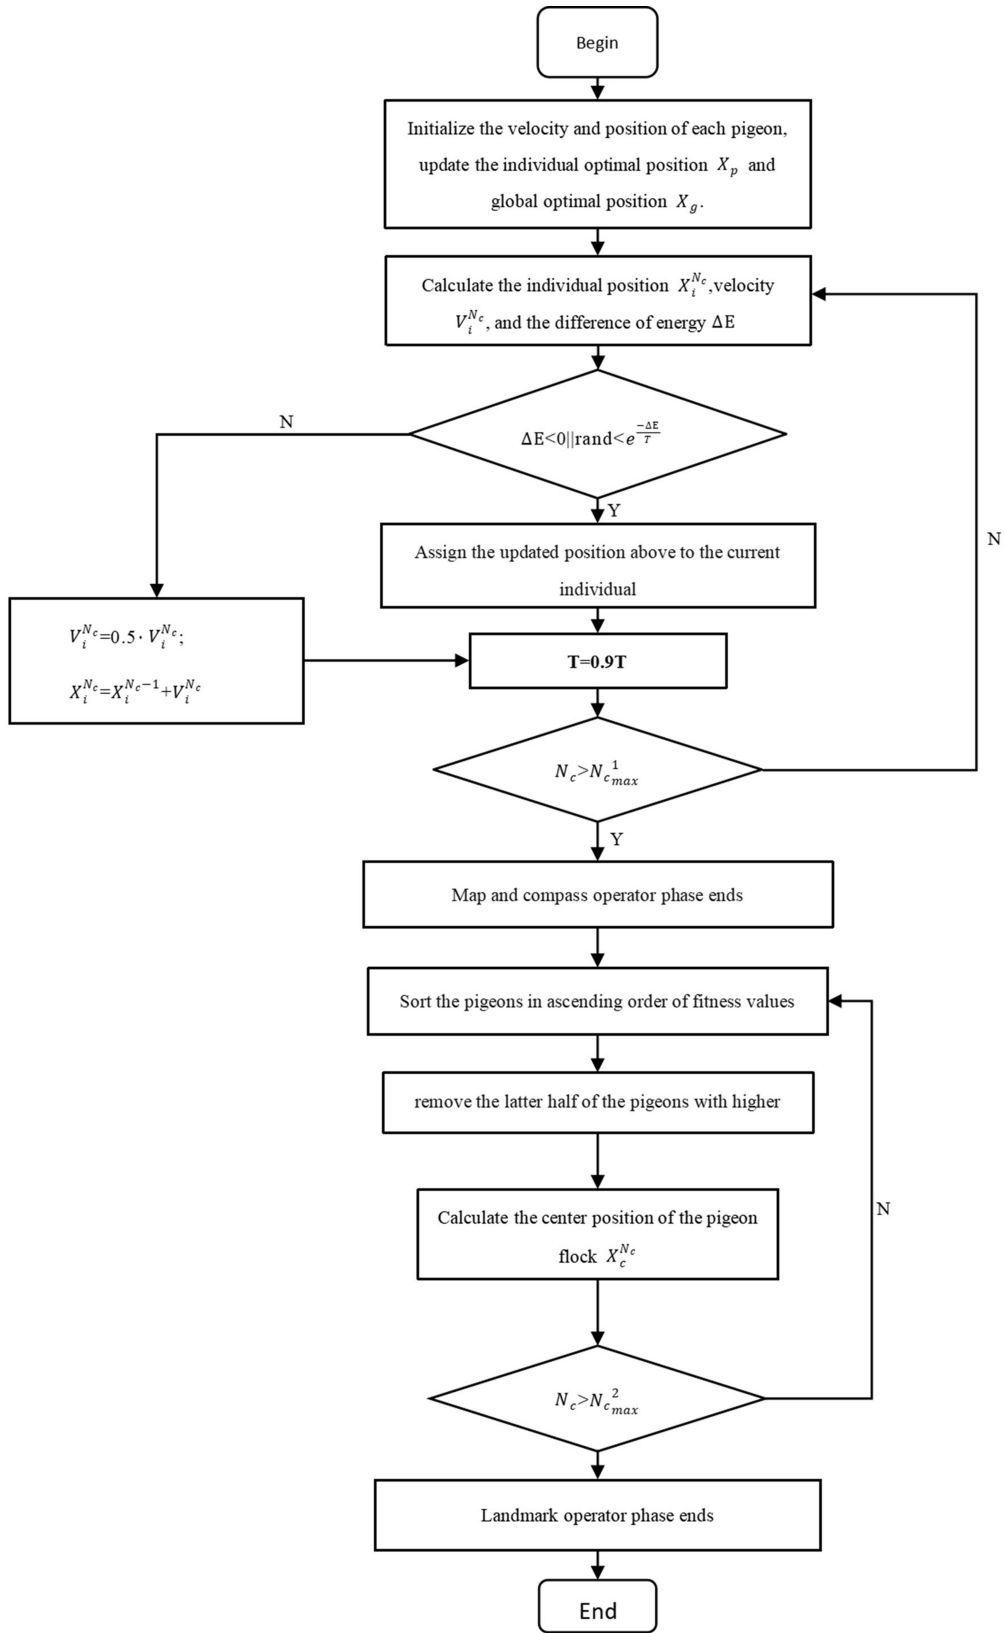 Begin
Initialize the velocity and position of each pigeon,
update the individual optimal position $X_p$ and
global optimal position $X_g$.
Calculate the individual position $X_i^{N_c}$,velocity
$V_i^{N_c}$, and the difference of energy ΔE
ΔE<0||rand<$e^{\frac{-ΔE}{T}}$
N
Y
Assign the updated position above to the current
individual
$V_i^{N_c}$=0.5· $V_i^{N_c}$;
$X_i^{N_c}$=$X_i^{N_c-1}$+$V_i^{N_c}$
T=0.9T
$N_c$>${N_{c_{max}}}^1$
N
Y
Map and compass operator phase ends
Sort the pigeons in ascending order of fitness values
remove the latter half of the pigeons with higher
Calculate the center position of the pigeon
flock $X_c^{N_c}$
$N_c$>${N_{c_{max}}}^2$
N
Landmark operator phase ends
End